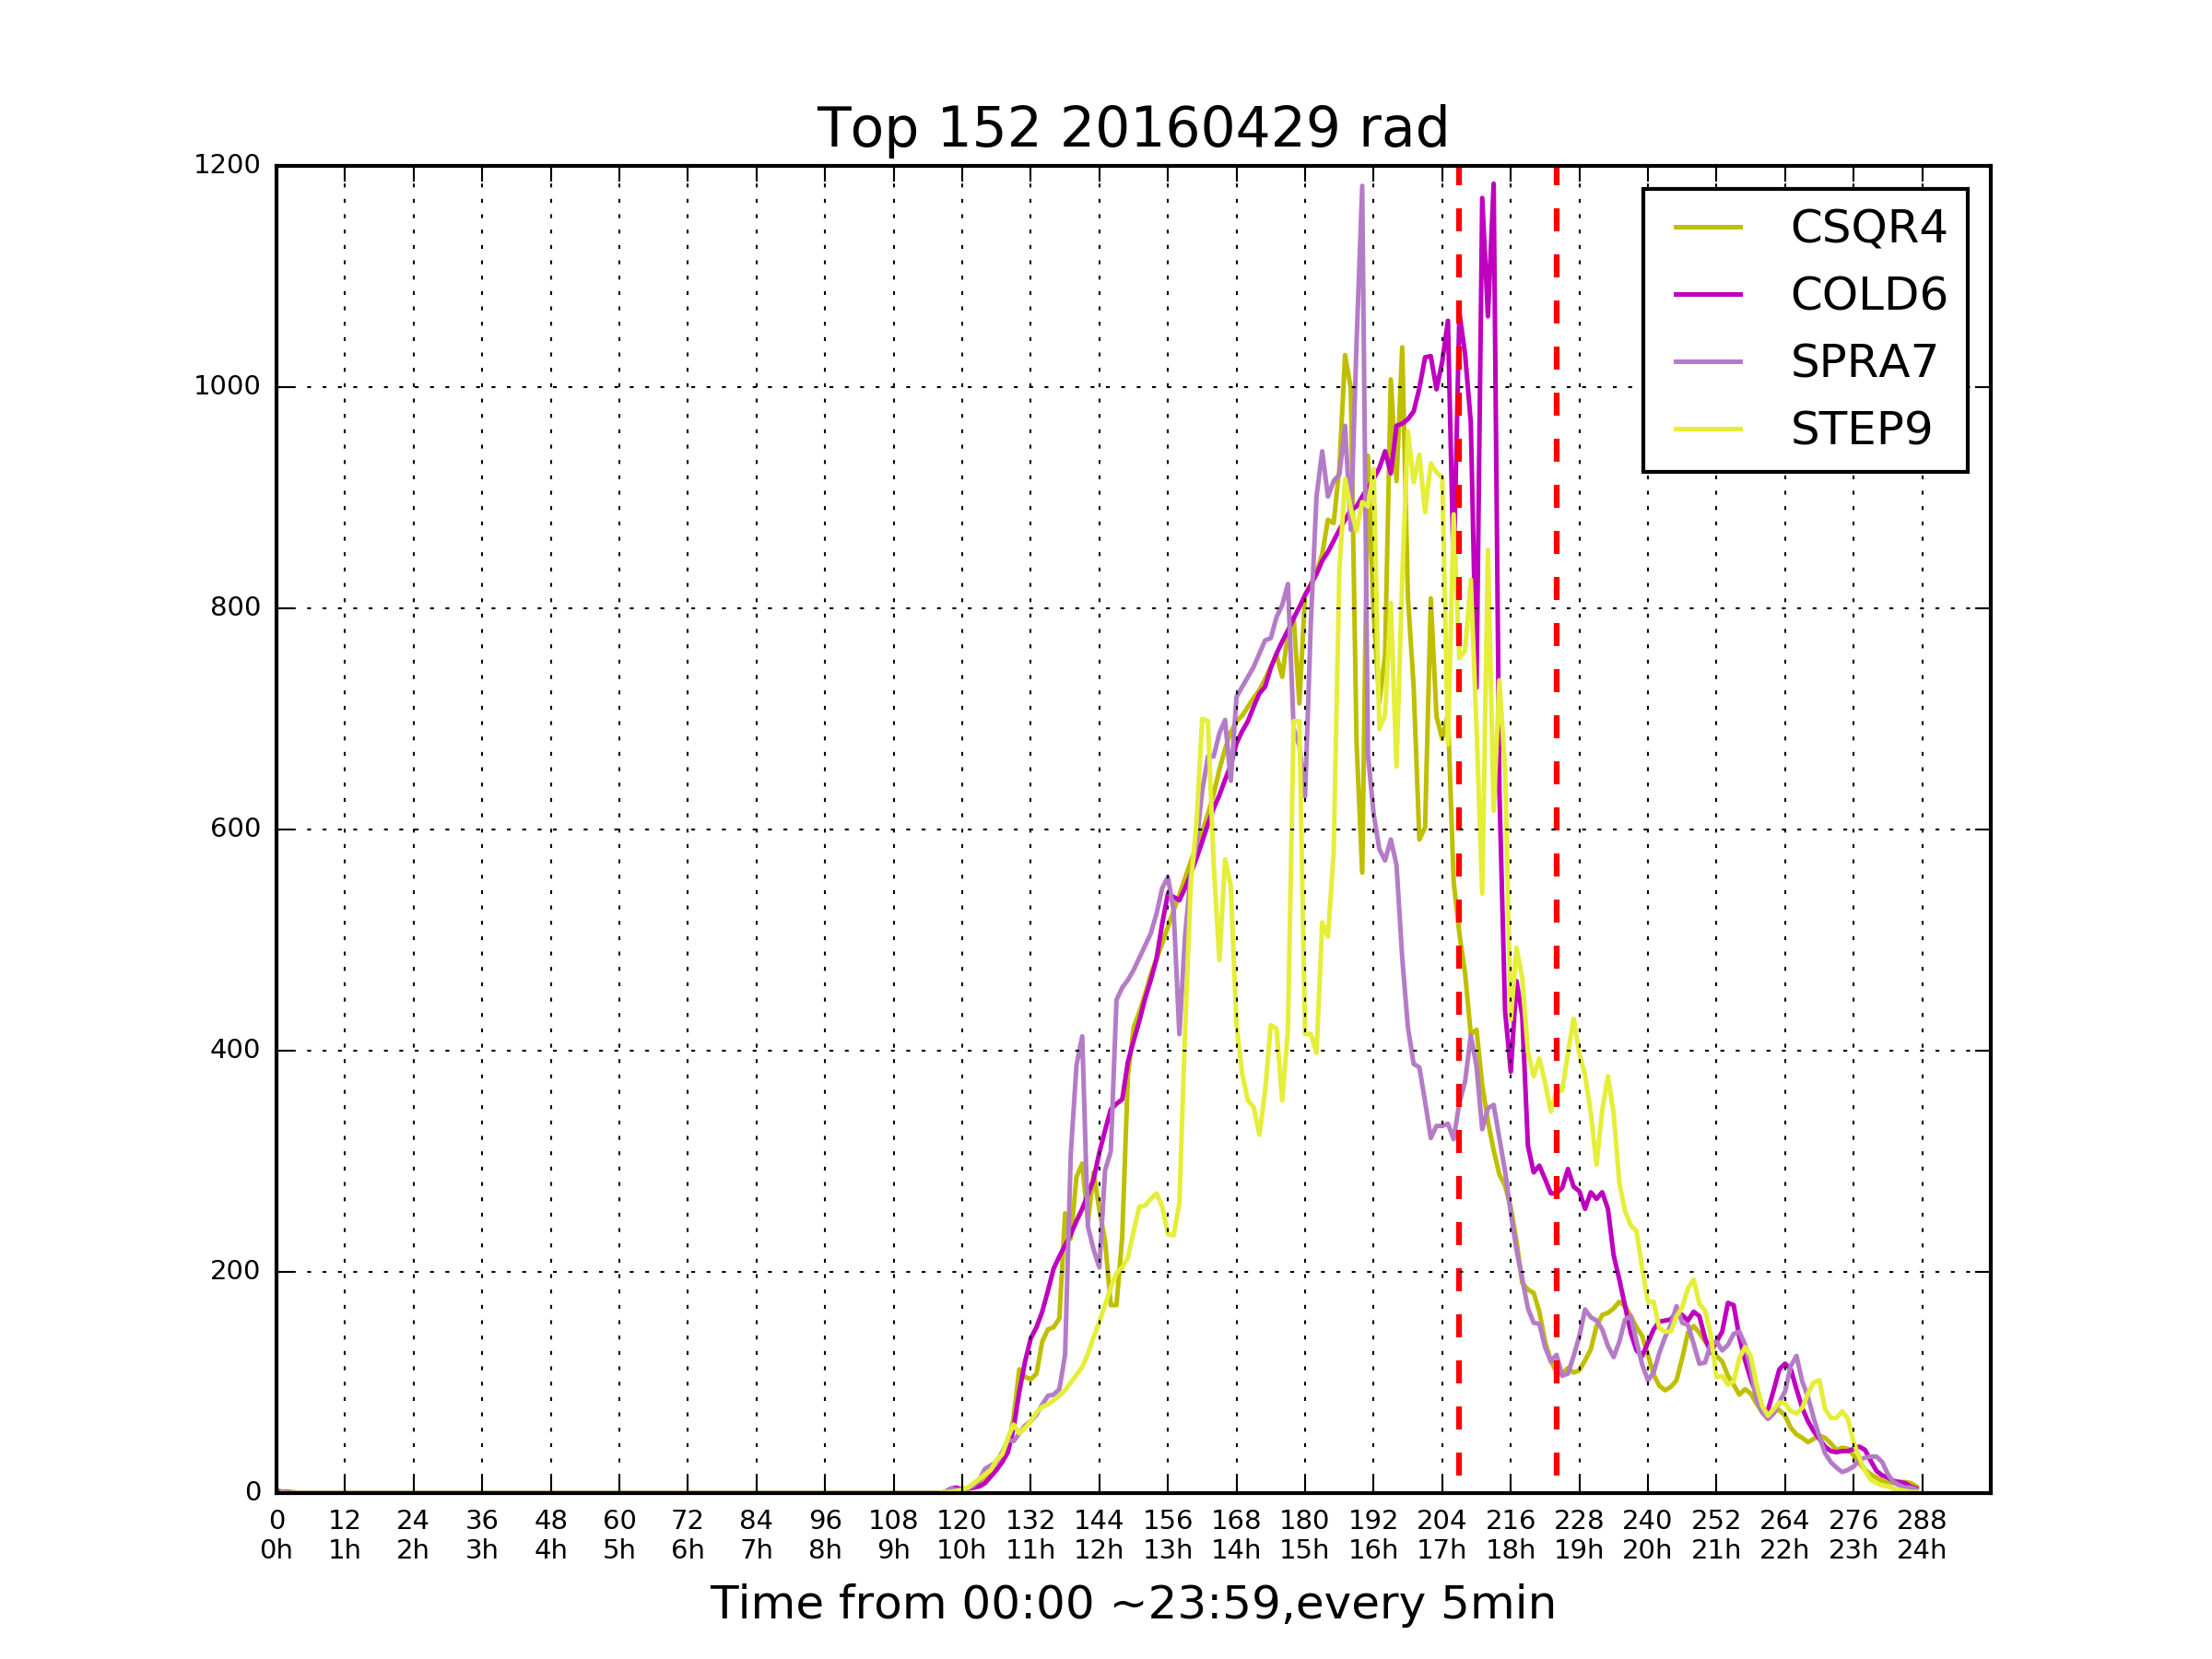 Top 152 20160429 rad
1200
1000
800
600
400
200
0
CSQR4
COLD6
SPRA7
STEP9
0 12 24 36 48 60 72 84 96 108 120 132 144 156 168 180 192 204 216 228 240 252 264 276 288
0h 1h 2h 3h 4h 5h 6h 7h 8h 9h 10h 11h 12h 13h 14h 15h 16h 17h 18h 19h 20h 21h 22h 23h 24h
Time from 00:00 ~23:59,every 5min